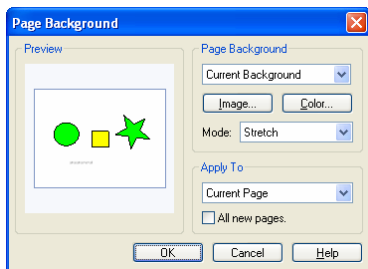 Page Background
Preview
Page Background
Current Background
Image...
Color...
Mode: Stretch
Apply To
Current Page
All new pages.
OK
Cancel
Help